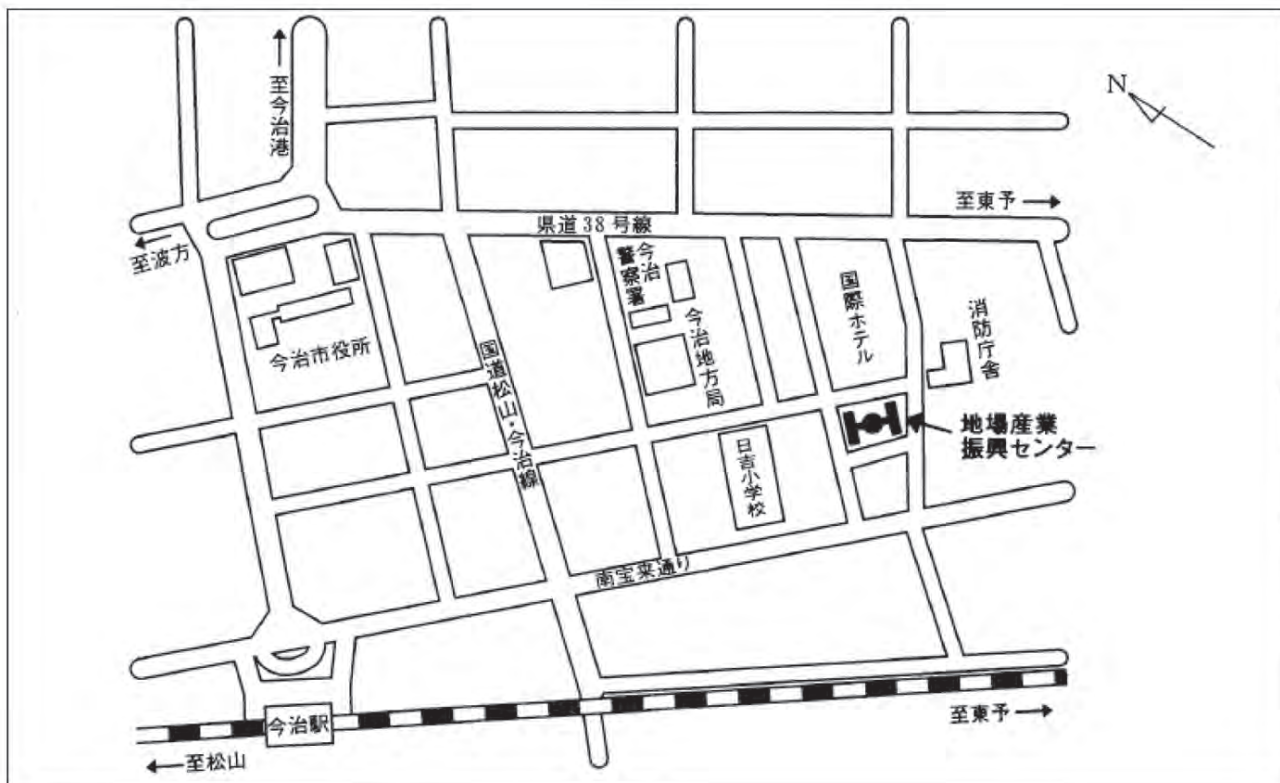 N
至今治港
至東予
県道38号線
至波方
今治
警察署
国際ホテル
消防庁舎
今治市役所
今治地方局
国道松山・今治線
地場産業
振興センター
日吉小学校
南宝来通り
今治駅
至東予
至松山